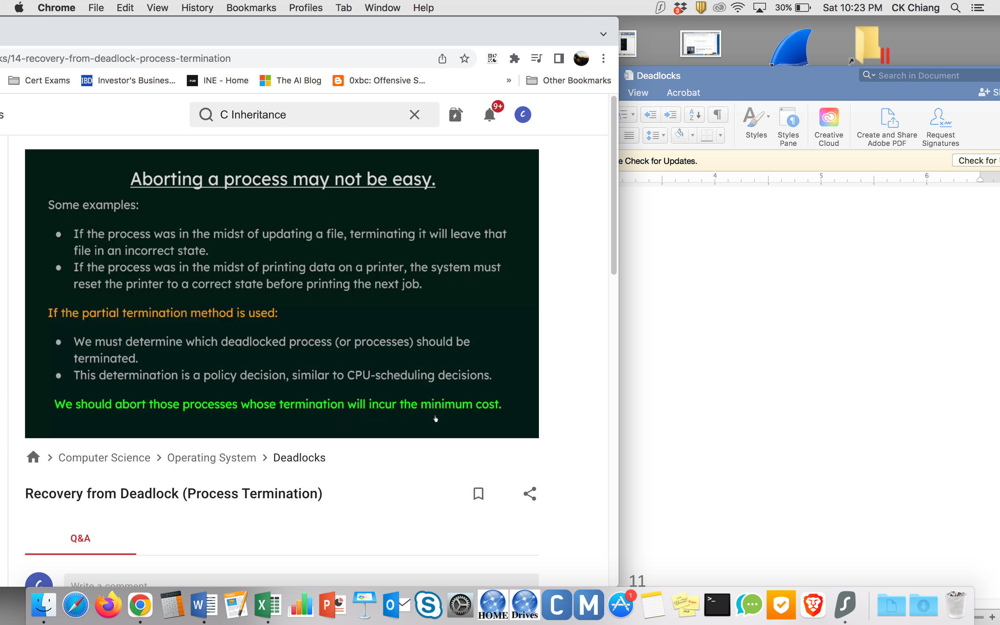 Chrome File Edit View History Bookmarks Profiles Tab Window Help
3 30% Sat 10:23 PM CK Chiang
ks/14-recovery-from-deadlock-process-termination
Cert Exams IBD Investor's Busines... INE INE - Home The AI Blog 0xbc: Offensive S... » Other Bookmarks
s
C Inheritance
9+
C
Aborting a process may not be easy.
Some examples:
● If the process was in the midst of updating a file, terminating it will leave that
file in an incorrect state.
● If the process was in the midst of printing data on a printer, the system must
reset the printer to a correct state before printing the next job.
If the partial termination method is used:
● We must determine which deadlocked process (or processes) should be
terminated.
● This determination is a policy decision, similar to CPU-scheduling decisions.
We should abort those processes whose termination will incur the minimum cost.
> Computer Science > Operating System > Deadlocks
Recovery from Deadlock (Process Termination)
Q&A
Write a comment
Deadlocks
Search in Document
View Acrobat
Styles
Styles
Pane
Creative
Cloud
Create and Share
Adobe PDF
Request
Signatures
e Check for Updates.
Check for
4 5 6
11
HOME Drives C M 1